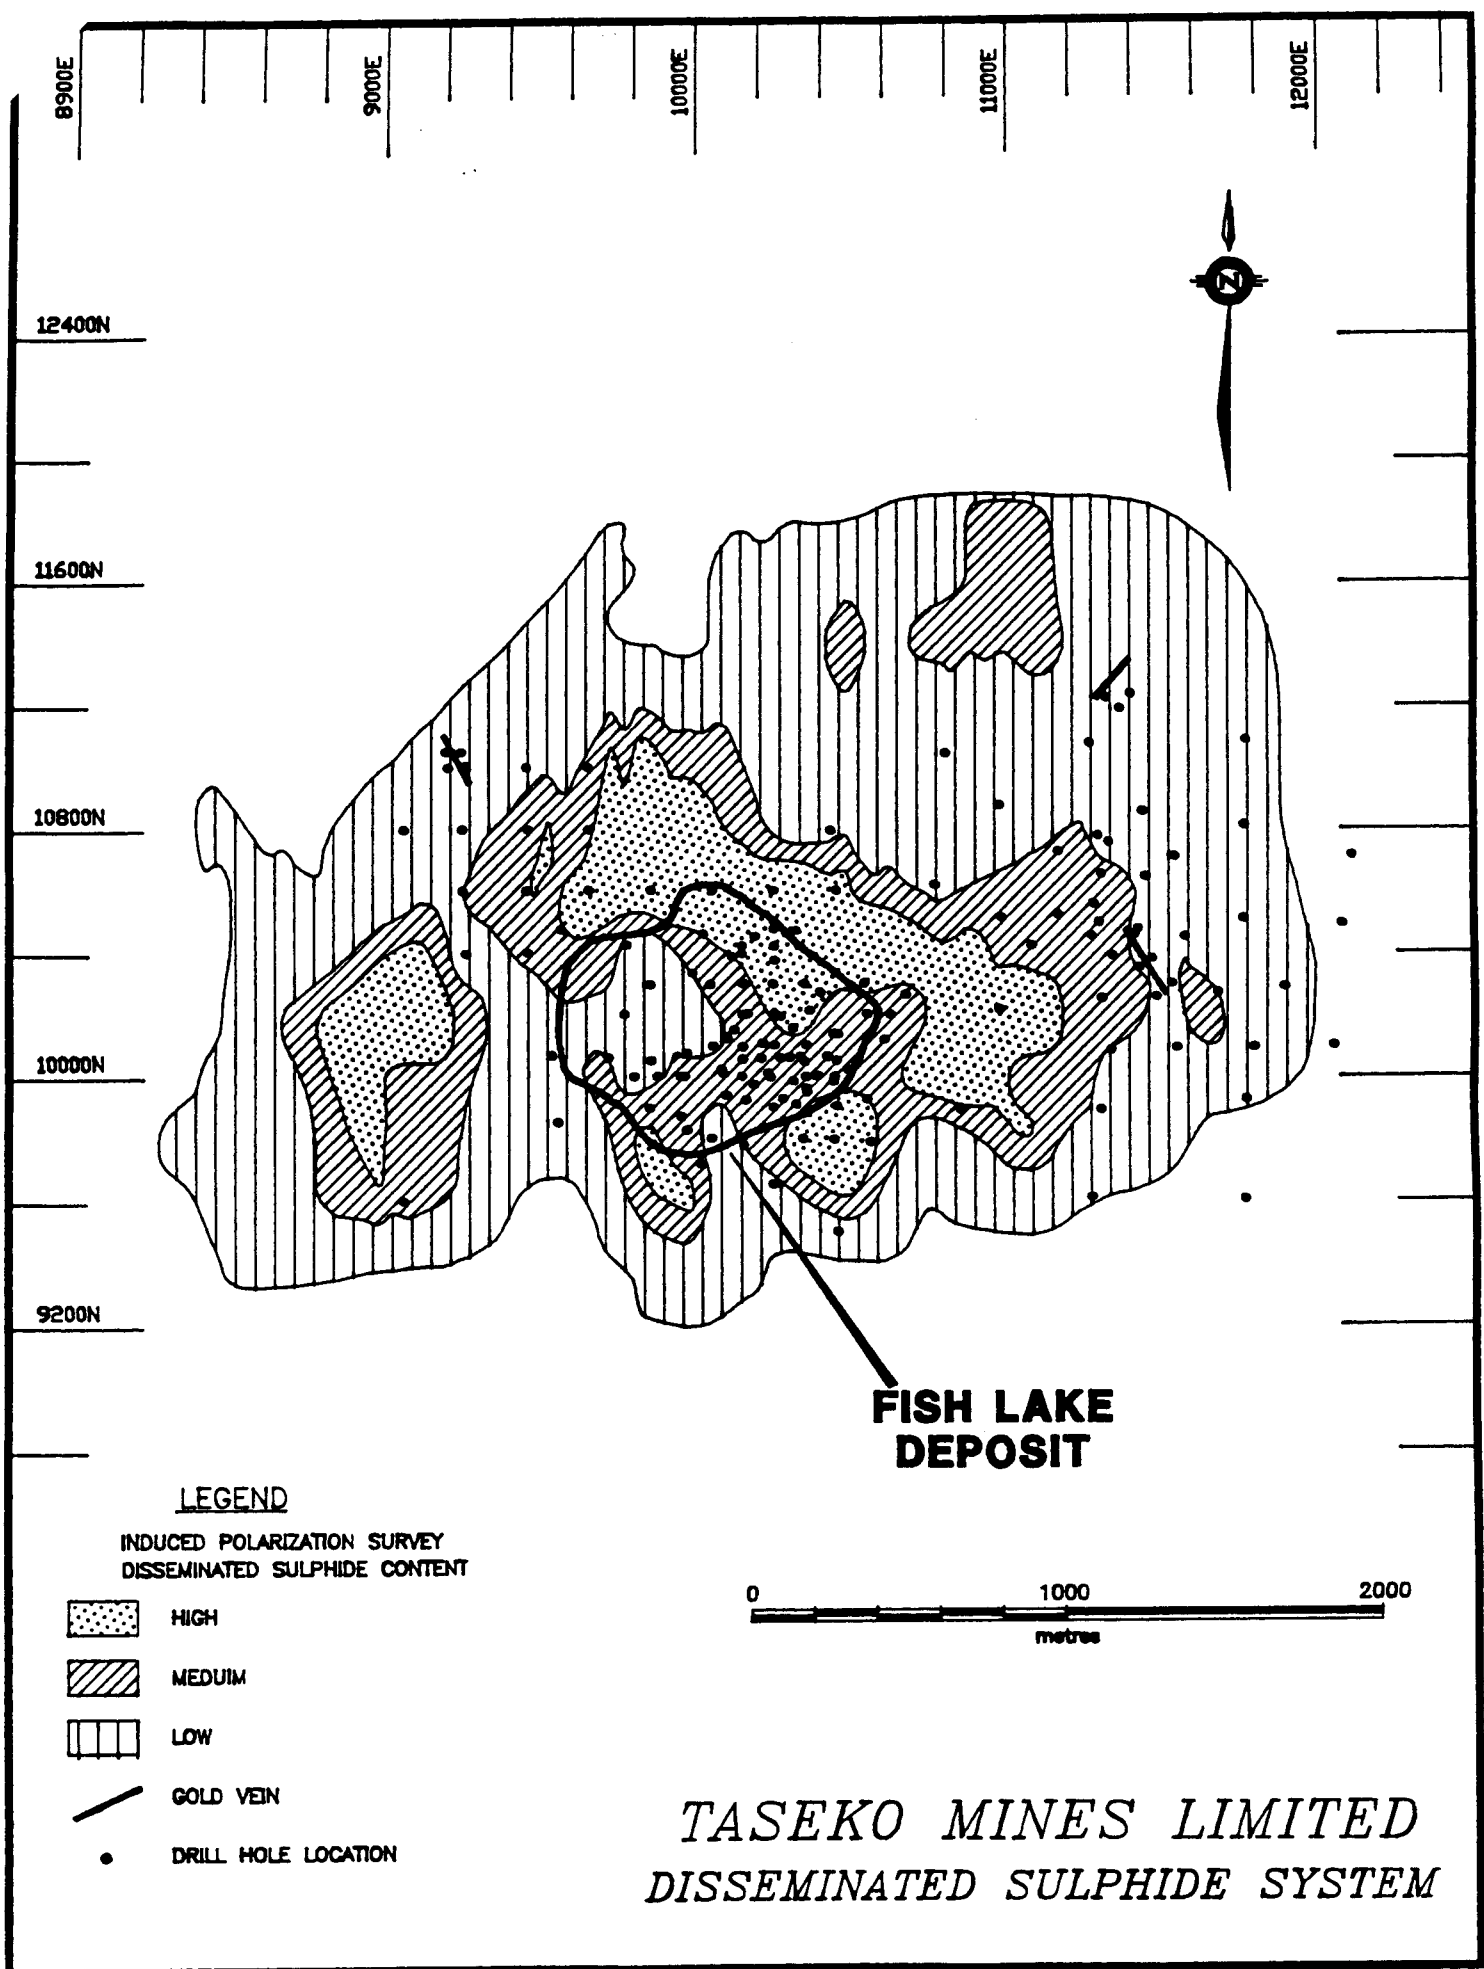 8900E
9000E
10000E
11000E
12000E
N
12400N
11600N
10800N
10000N
9200N
FISH LAKE
DEPOSIT
LEGEND
INDUCED POLARIZATION SURVEY
DISSEMINATED SULPHIDE CONTENT
HIGH
MEDUIM
LOW
GOLD VEIN
DRILL HOLE LOCATION
0 1000 2000
metres
TASEKO MINES LIMITED
DISSEMINATED SULPHIDE SYSTEM